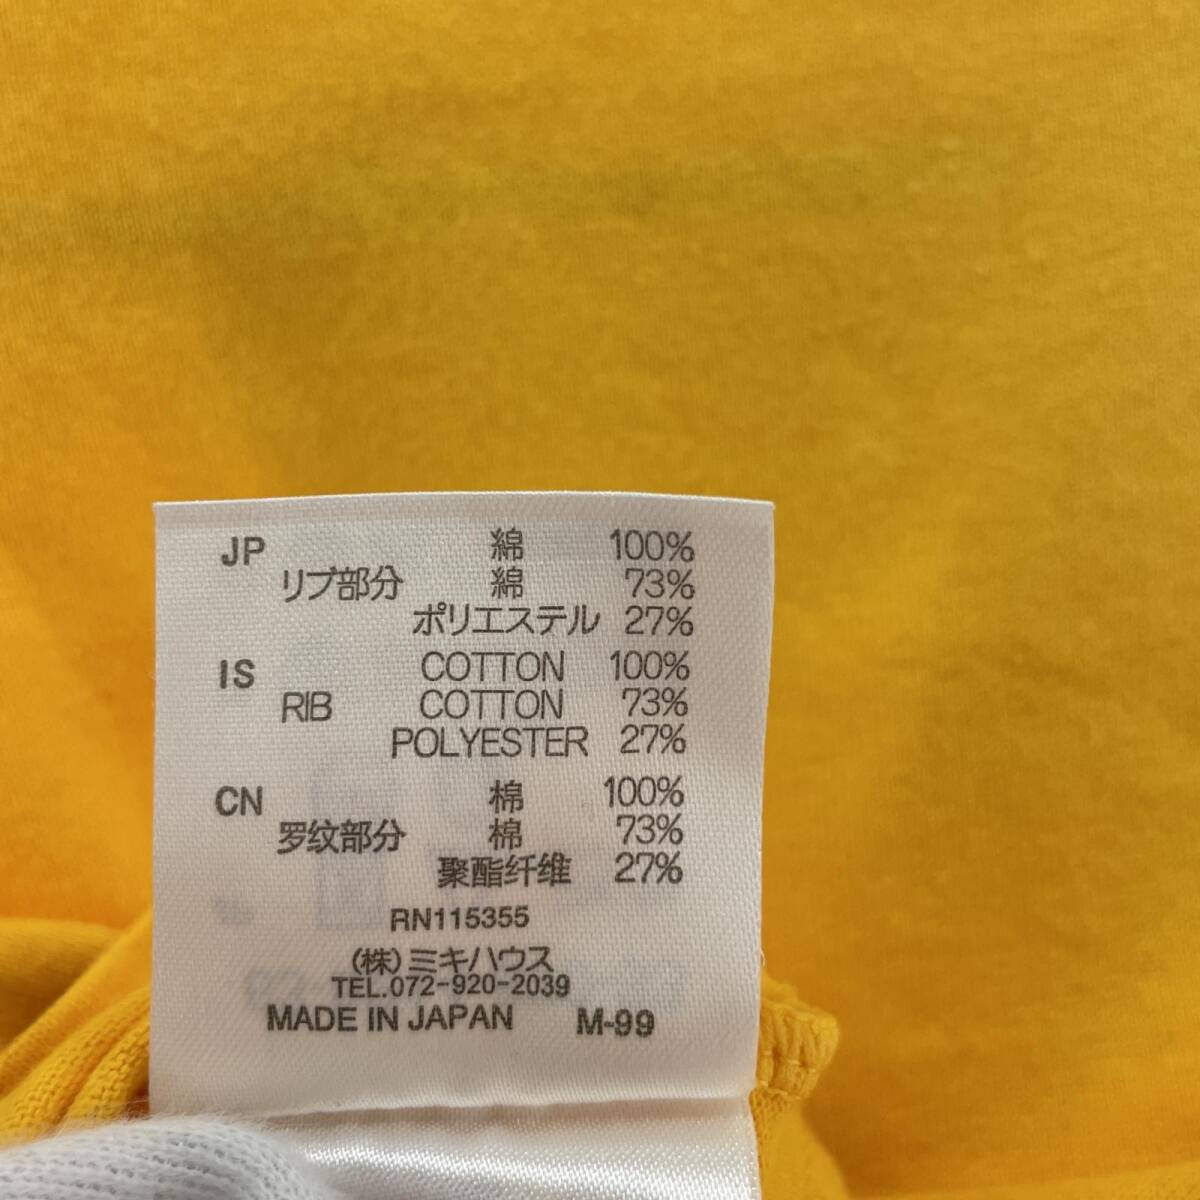 JP 綿 100%
リブ部分 綿 73%
ポリエステル 27%
IS COTTON 100%
RIB COTTON 73%
POLYESTER 27%
CN 棉 100%
罗纹部分 棉 73%
聚酯纤维 27%
RN115355
(株)ミキハウス
TEL.072-920-2039
MADE IN JAPAN M-99